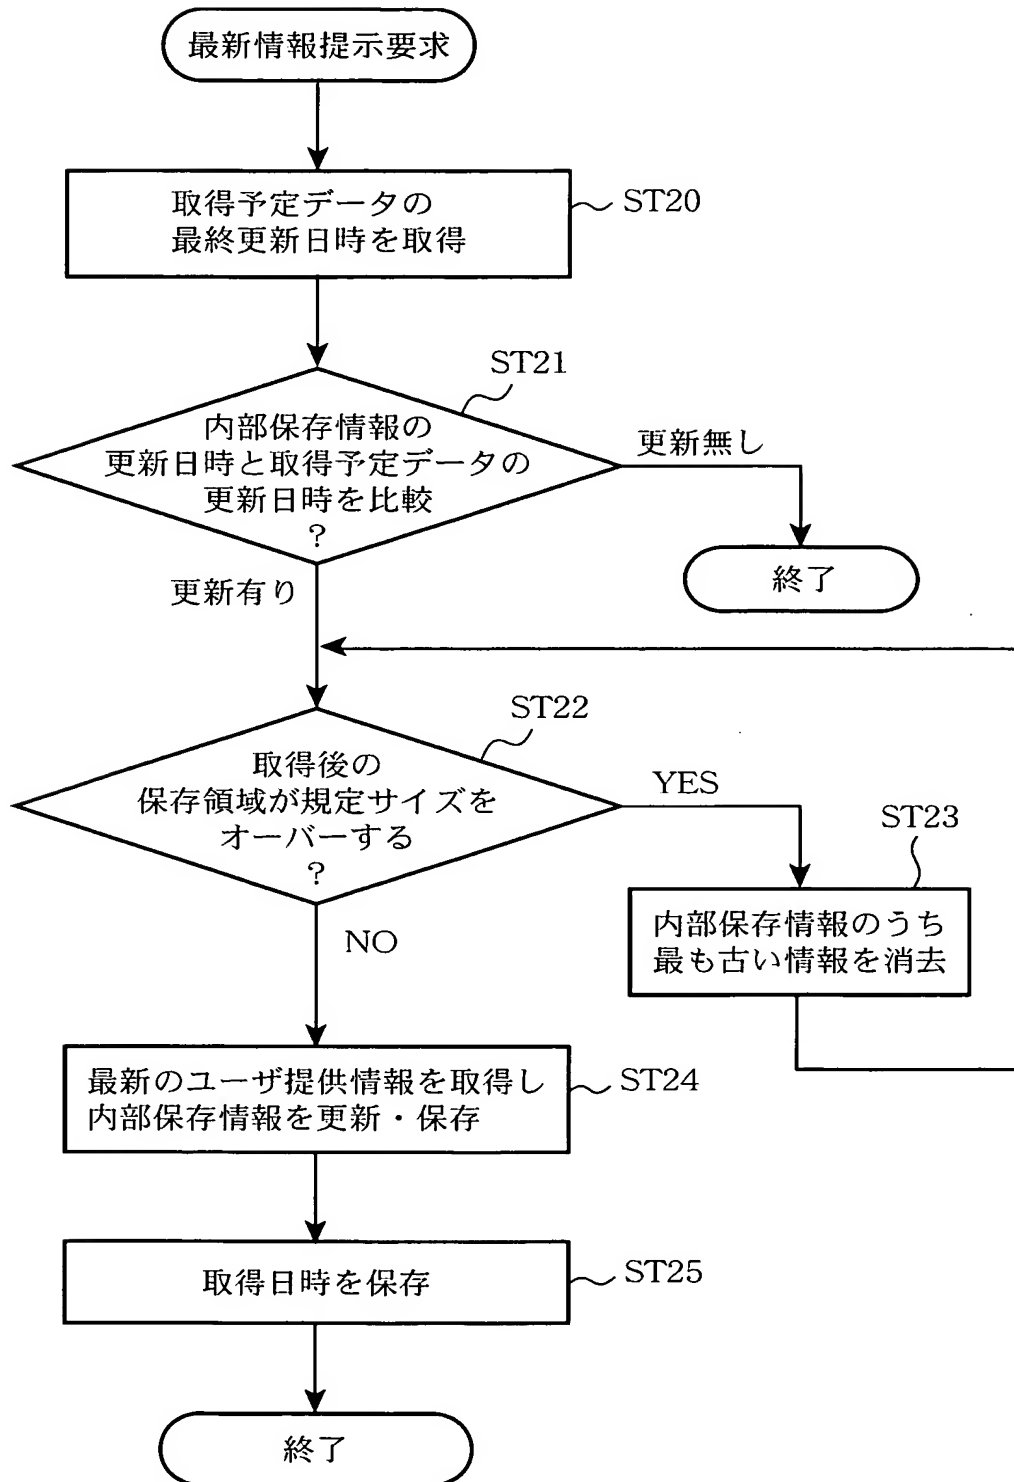 最新情報提示要求
取得予定データの
最終更新日時を取得
ST20
ST21
内部保存情報の
更新日時と取得予定データの
更新日時を比較
?
更新無し
終了
更新有り
ST22
取得後の
保存領域が規定サイズを
オーバーする
?
YES
ST23
内部保存情報のうち
最も古い情報を消去
NO
最新のユーザ提供情報を取得し
内部保存情報を更新・保存
ST24
取得日時を保存
ST25
終了